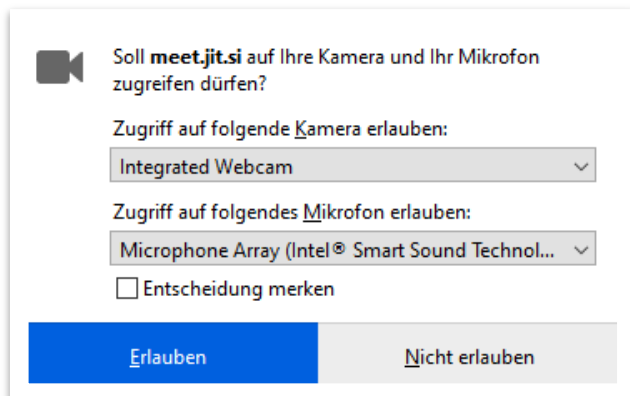 Soll meet.jit.si auf Ihre Kamera und Ihr Mikrofon
zugreifen dürfen?
Zugriff auf folgende Kamera erlauben:
Integrated Webcam
Zugriff auf folgendes Mikrofon erlauben:
Microphone Array (Intel® Smart Sound Technol...
Entscheidung merken
Erlauben
Nicht erlauben